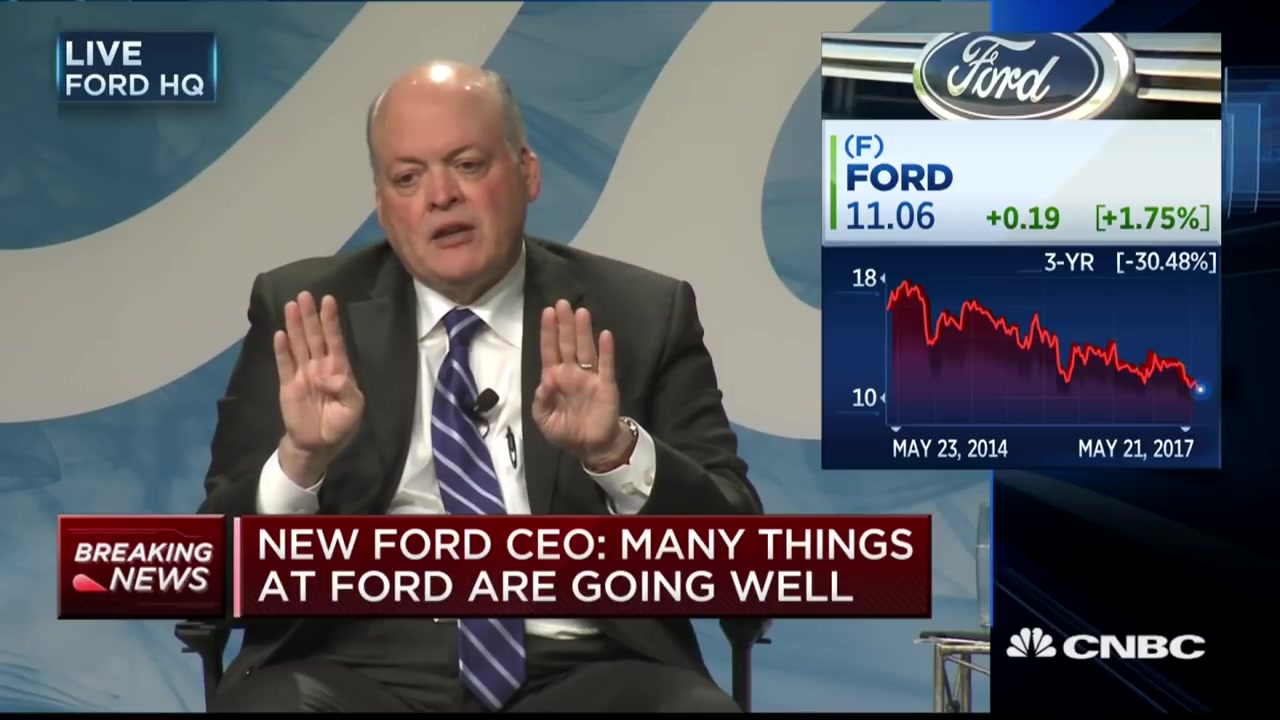 LIVE
FORD HQ
Ford
(F)
FORD
11.06 +0.19 [+1.75%]
3-YR [-30.48%]
18
10
MAY 23, 2014 MAY 21, 2017
BREAKING
NEWS
NEW FORD CEO: MANY THINGS
AT FORD ARE GOING WELL
CNBC